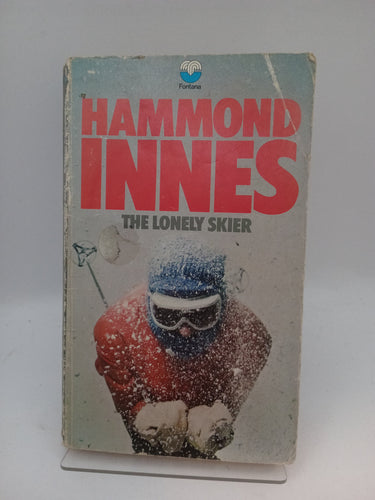 Fontana
HAMMOND
INNES
THE LONELY SKIER